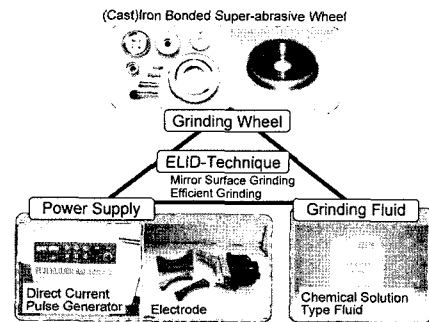 (Cast)Iron Bonded Super-abrasive Wheel
Grinding Wheel
ELID-Technique
Mirror Surface Grinding
Efficient Grinding
Power Supply
Grinding Fluid
Direct Current
Pulse Generator
Electrode
Chemical Solution
Type Fluid